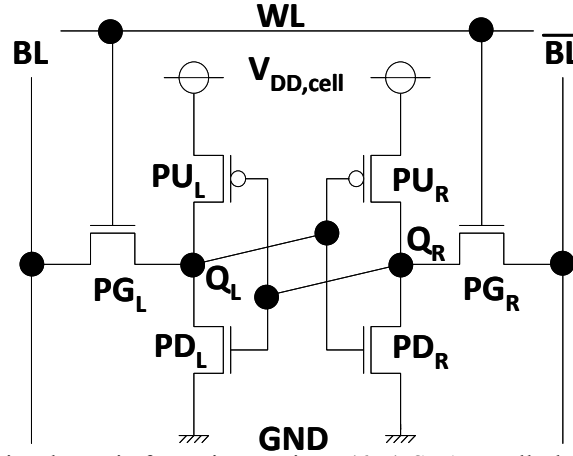 WL
BL
BL
V_DD,cell
PU_L
PU_R
Q_L
Q_R
PG_L
PG_R
PD_L
PD_R
GND